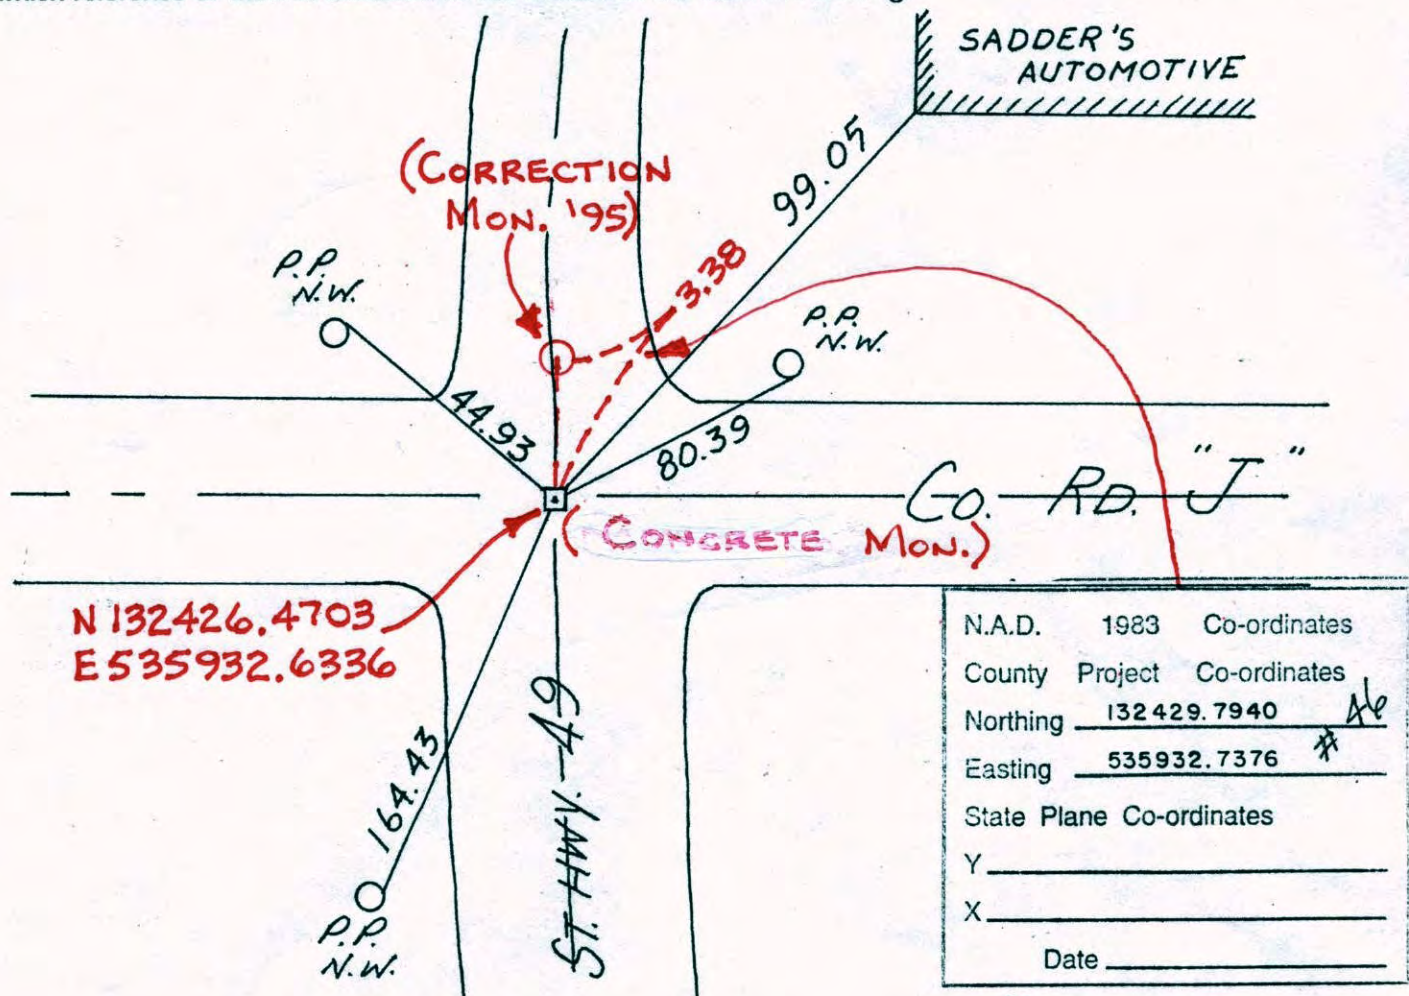 SADDER'S
AUTOMOTIVE
(CORRECTION
MON. '95)
99.05
3.38
P.P.
N.W.
P.P.
N.W.
44.93
80.39
CO. RD. "J"
(CONCRETE MON.)
N 132426.4703
E 535932.6336
164.43
ST. HWY. 49
P.P.
N.W.
N.A.D. 1983 Co-ordinates
County Project Co-ordinates
Northing 132429.7940
# 46
Easting 535932.7376
State Plane Co-ordinates
Y
X
Date